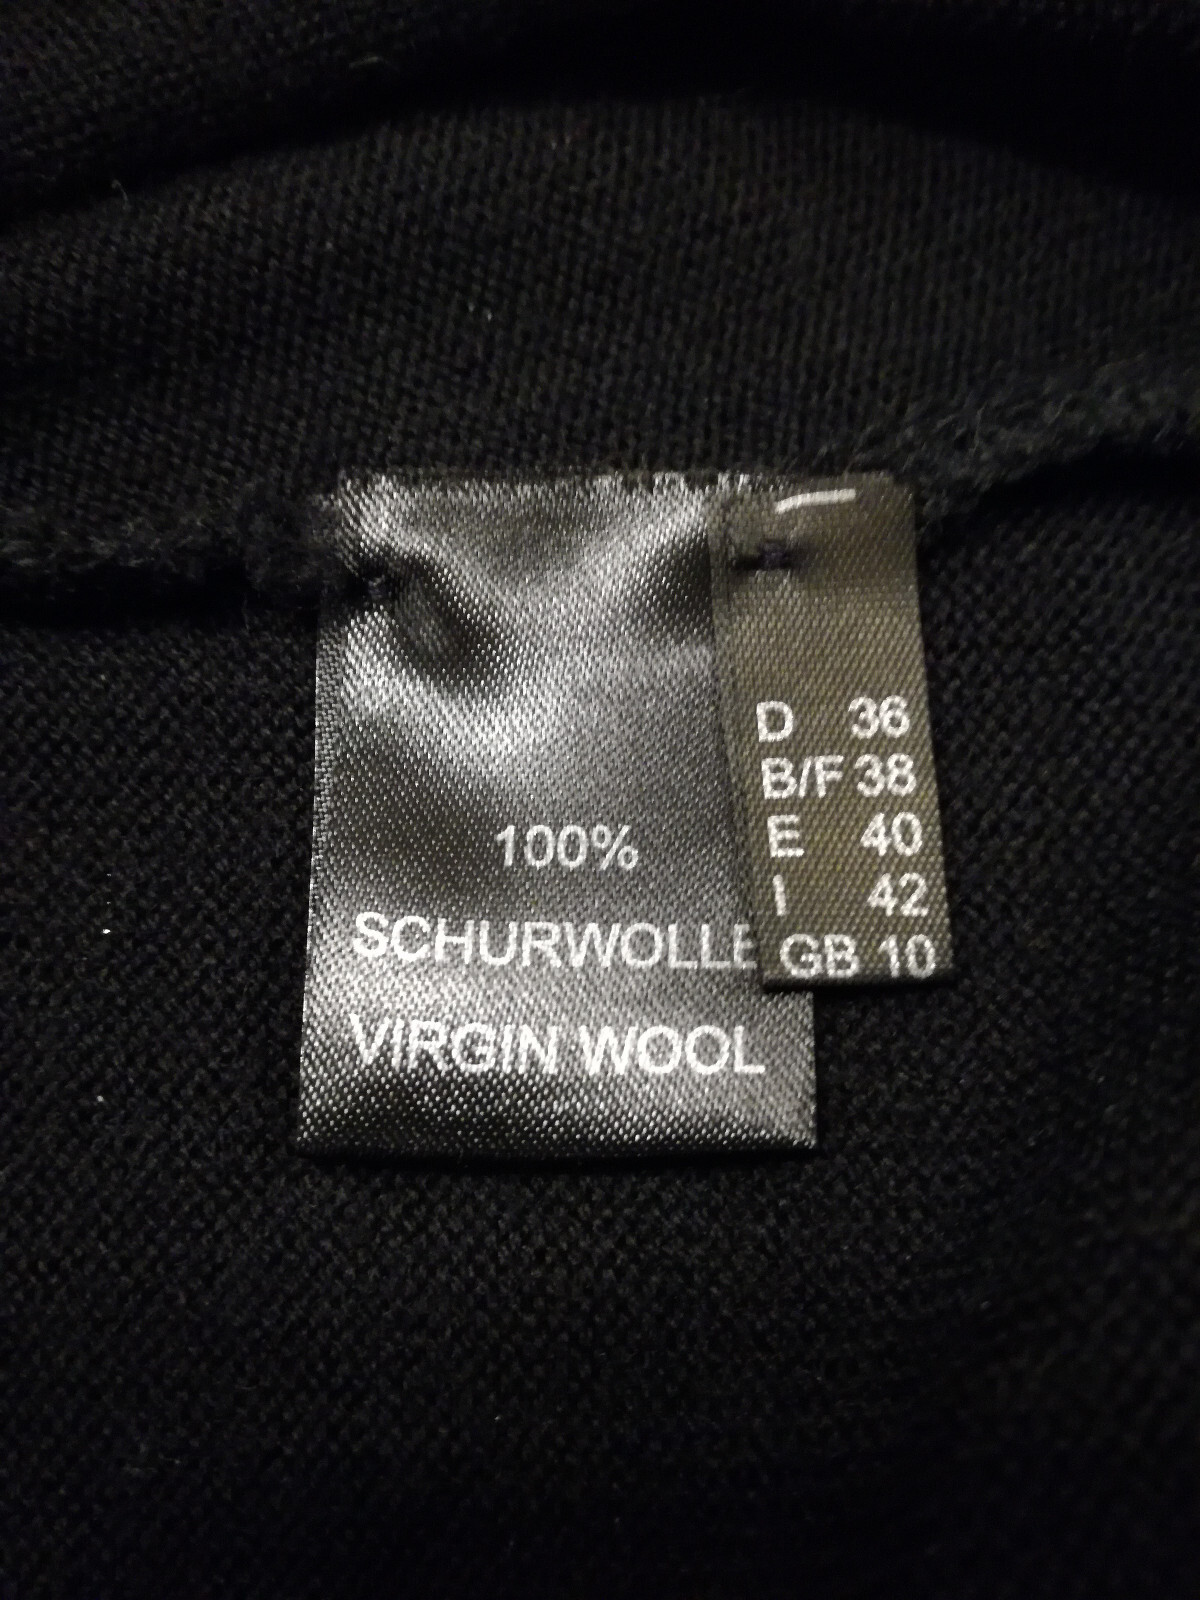 100%
SCHURWOLLE
VIRGIN WOOL
D 36
B/F 38
E 40
I 42
GB 10